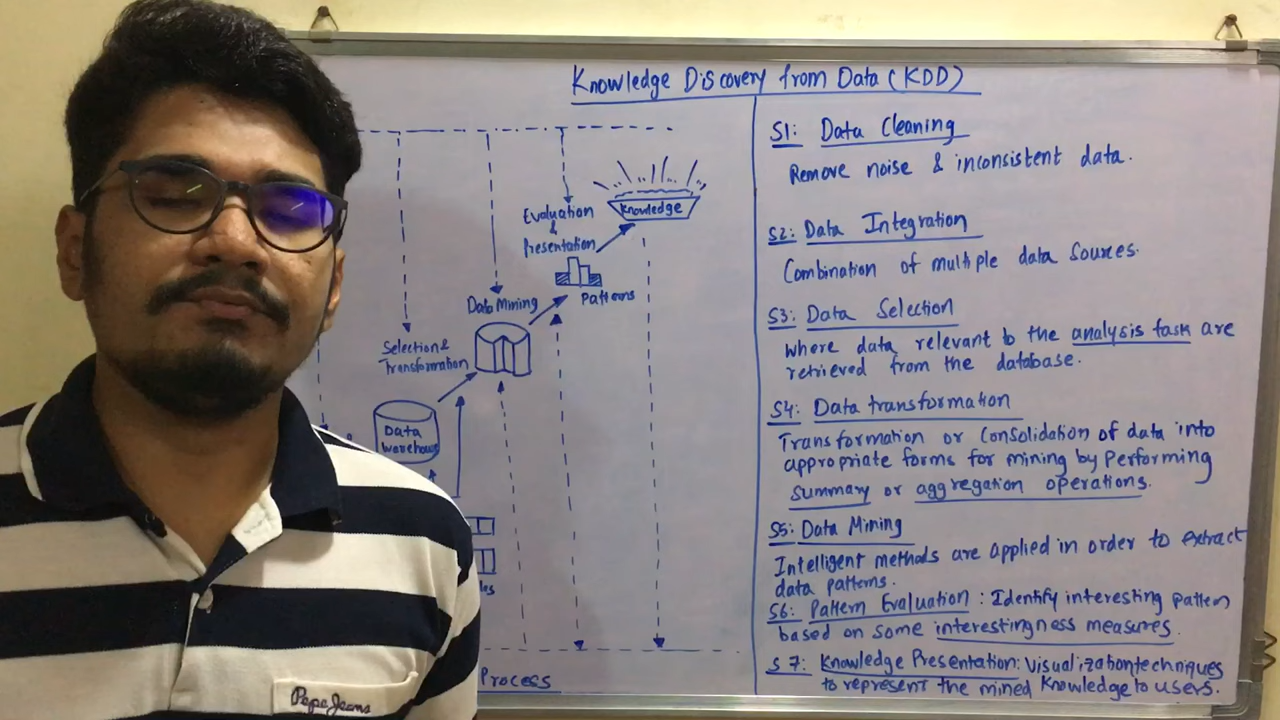 Knowledge Discovery from Data (KDD)
Knowledge
Evaluation
&
Presentation
Patterns
Data Mining
Selection &
Transformation
Data
warehouse
Process
S1: Data Cleaning
Remove noise & inconsistent data.
S2: Data Integration
Combination of multiple data sources.
S3: Data Selection
where data relevant to the analysis task are
retrieved from the database.
S4: Data transformation
Transformation or Consolidation of data into
appropriate forms for mining by performing
summary or aggregation operations.
S5: Data Mining
Intelligent methods are applied in order to extract
data patterns.
S6: Pattern Evaluation: Identify interesting pattern
based on some interestingness measures.
S7: Knowledge Presentation: Visualization techniques
to represent the mined Knowledge to users.
Pepe Jeans